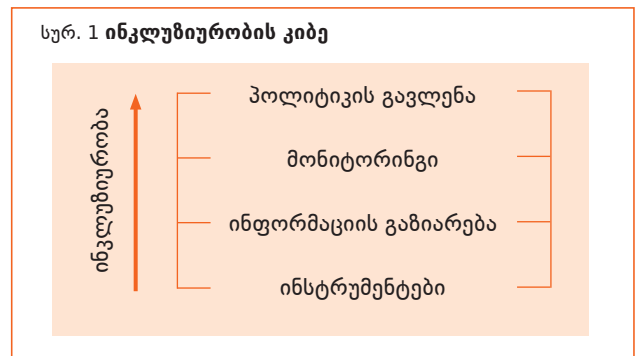 სურ. 1 ინკლუზიურობის კიბე
პოლიტიკის გავლენა
მონიტორინგი
ინფორმაციის გაზიარება
ინსტრუმენტები
ინკლუზიურობა